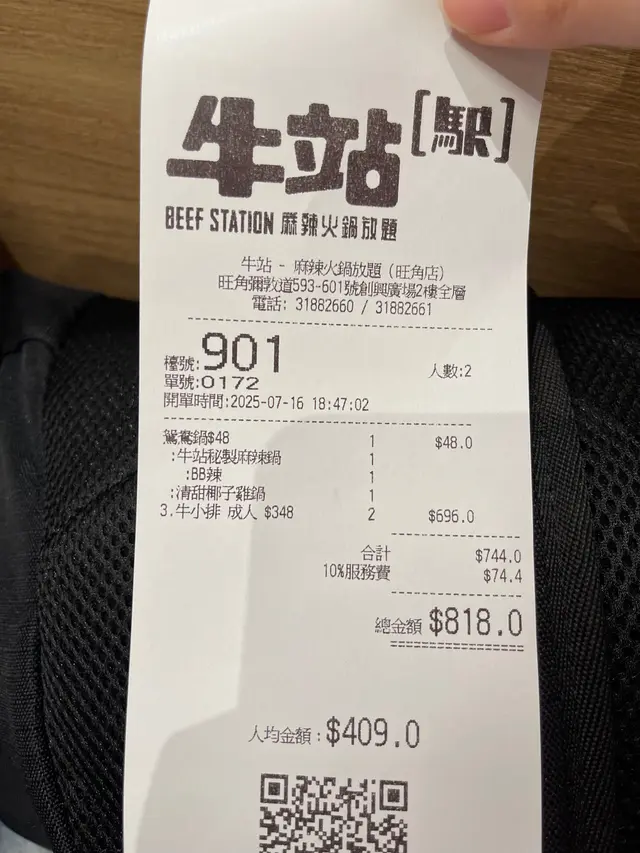 牛站[駅]
BEEF STATION 麻辣火鍋放題
牛站 - 麻辣火鍋放題 (旺角店)
旺角彌敦道593-601號創興廣場2樓全層
電話: 31882660 / 31882661
檯號:901 人數:2
單號:0172
開單時間:2025-07-16 18:47:02
鴛鴦鍋$48 1 $48.0
:牛站秘製麻辣鍋 1
:BB辣 1
:清甜椰子雞鍋 1
3.牛小排 成人 $348 2 $696.0
合計 $744.0
10%服務費 $74.4
總金額 $818.0
人均金額:$409.0